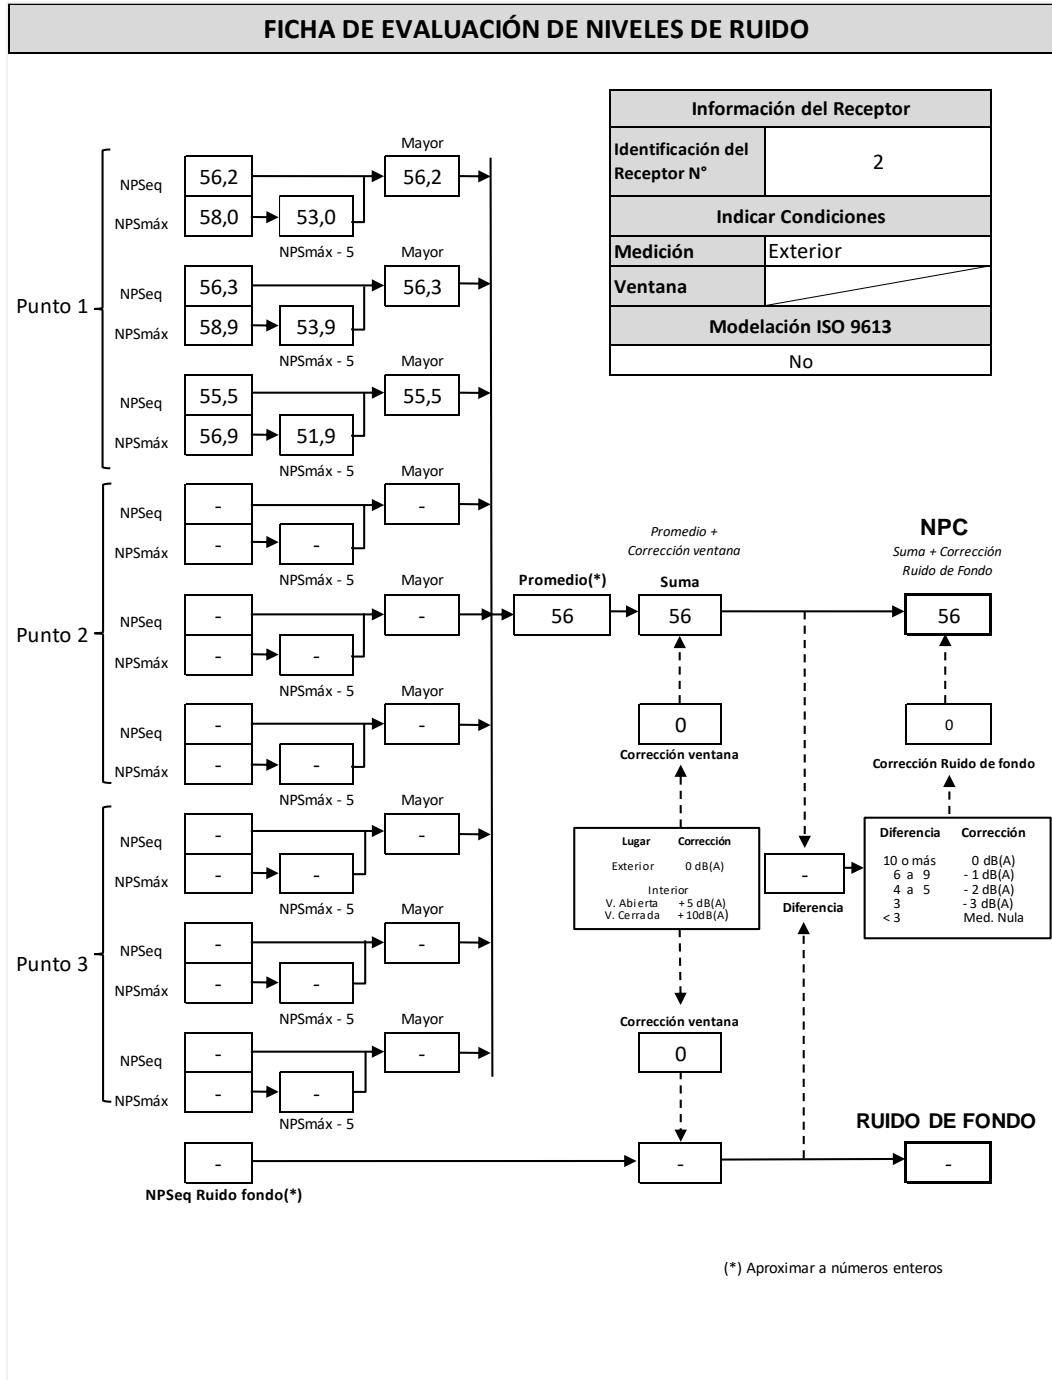 FICHA DE EVALUACIÓN DE NIVELES DE RUIDO
Información del Receptor
Identificación del Receptor N° 2
Indicar Condiciones
Medición Exterior
Ventana
Modelación ISO 9613
No
Punto 1
Mayor
NPSeq 56,2 56,2
NPSmáx 58,0 53,0
NPSmáx - 5
Mayor
NPSeq 56,3 56,3
NPSmáx 58,9 53,9
NPSmáx - 5
Mayor
NPSeq 55,5 55,5
NPSmáx 56,9 51,9
NPSmáx - 5
Punto 2
Mayor
NPSeq - -
NPSmáx - -
NPSmáx - 5
Mayor
NPSeq - -
NPSmáx - -
NPSmáx - 5
Mayor
NPSeq - -
NPSmáx - -
NPSmáx - 5
Punto 3
Mayor
NPSeq - -
NPSmáx - -
NPSmáx - 5
Mayor
NPSeq - -
NPSmáx - -
NPSmáx - 5
Mayor
NPSeq - -
NPSmáx - -
NPSmáx - 5
-
NPSeq Ruido fondo(*)
Promedio(*)
56
Promedio +
Corrección ventana
Suma
56
0
Corrección ventana
Lugar Corrección
Exterior 0 dB(A)
Interior
V. Abierta + 5 dB(A)
V. Cerrada + 10dB(A)
Corrección ventana
0
-
-
Diferencia
NPC
Suma + Corrección
Ruido de Fondo
56
0
Corrección Ruido de fondo
Diferencia Corrección
10 o más 0 dB(A)
6 a 9 - 1 dB(A)
4 a 5 - 2 dB(A)
3 - 3 dB(A)
< 3 Med. Nula
RUIDO DE FONDO
-
(*) Aproximar a números enteros